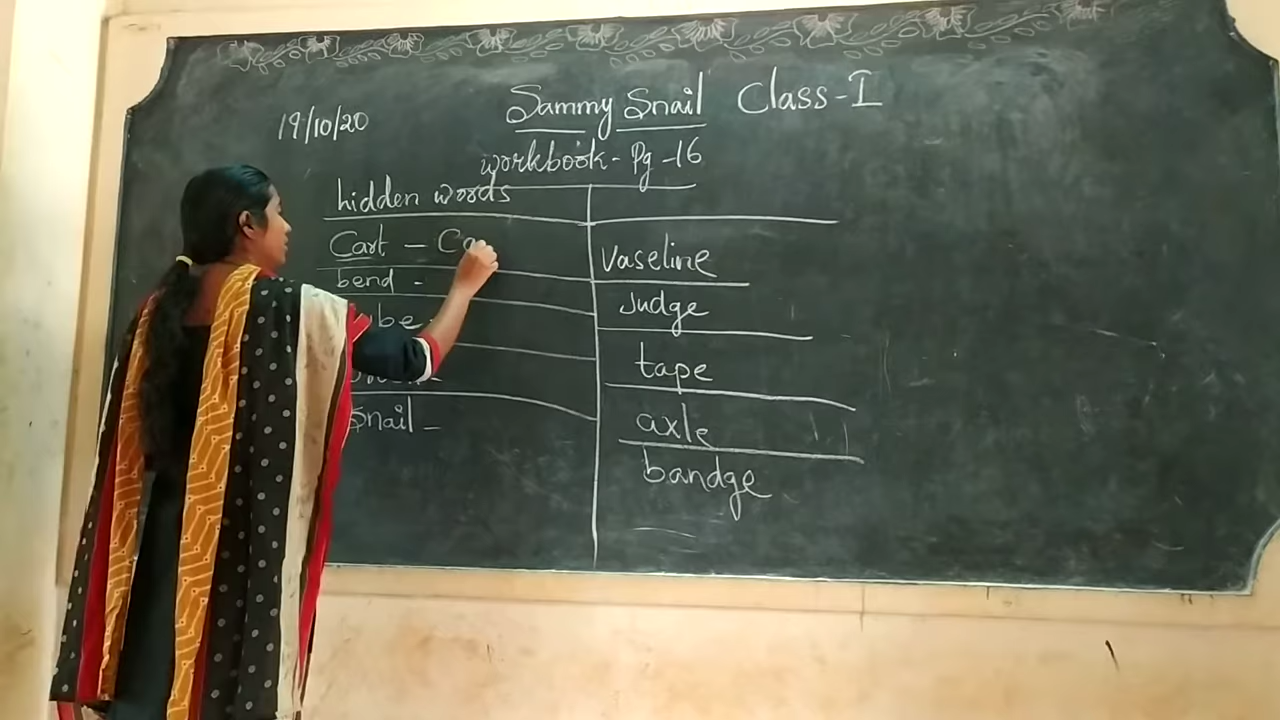 19/10/20
Sammy Snail Class-I
workbook- Pg -16
hidden words
Cart - Ca
vaseline
bend -
Judge
tape
axle
Snail -
bandge